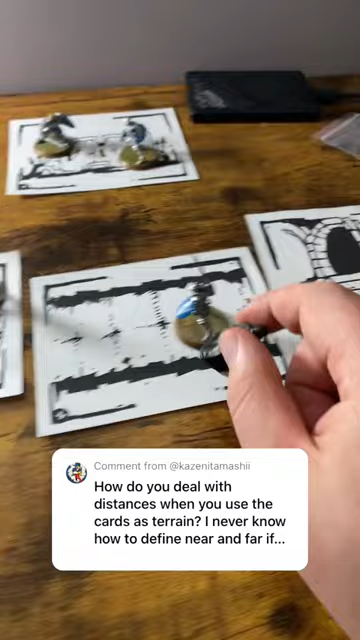 Comment from @kazenitamashii
How do you deal with
distances when you use the
cards as terrain? I never know
how to define near and far if...